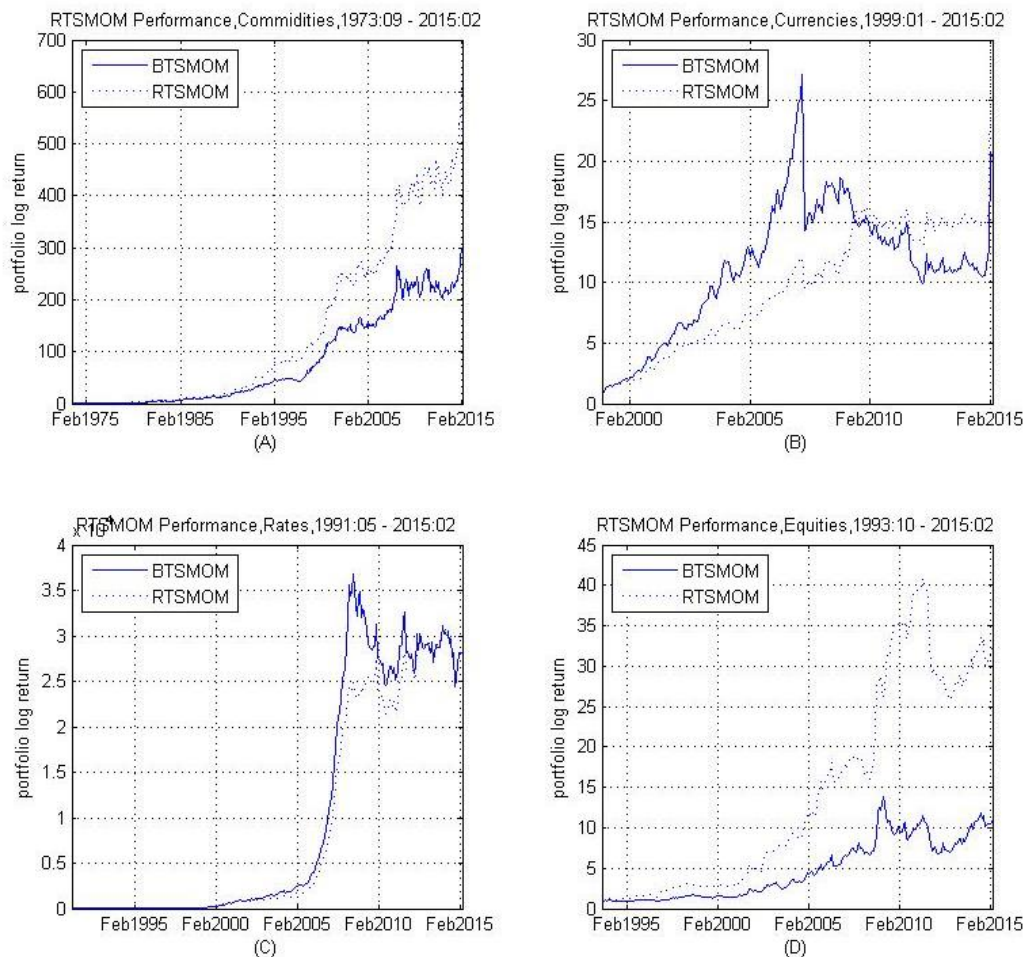 RTSMOM Performance,Commidities,1973:09 - 2015:02
700
600
500
400
300
200
100
0
portfolio log return
BTSMOM
RTSMOM
Feb1975 Feb1985 Feb1995 Feb2005 Feb2015
(A)
RTSMOM Performance,Currencies,1999:01 - 2015:02
30
25
20
15
10
5
0
portfolio log return
BTSMOM
RTSMOM
Feb2000 Feb2005 Feb2010 Feb2015
(B)
RTSMOM Performance,Rates,1991:05 - 2015:02
x 10^4
4
3.5
3
2.5
2
1.5
1
0.5
0
portfolio log return
BTSMOM
RTSMOM
Feb1995 Feb2000 Feb2005 Feb2010 Feb2015
(C)
RTSMOM Performance,Equities,1993:10 - 2015:02
45
40
35
30
25
20
15
10
5
0
portfolio log return
BTSMOM
RTSMOM
Feb1995 Feb2000 Feb2005 Feb2010 Feb2015
(D)